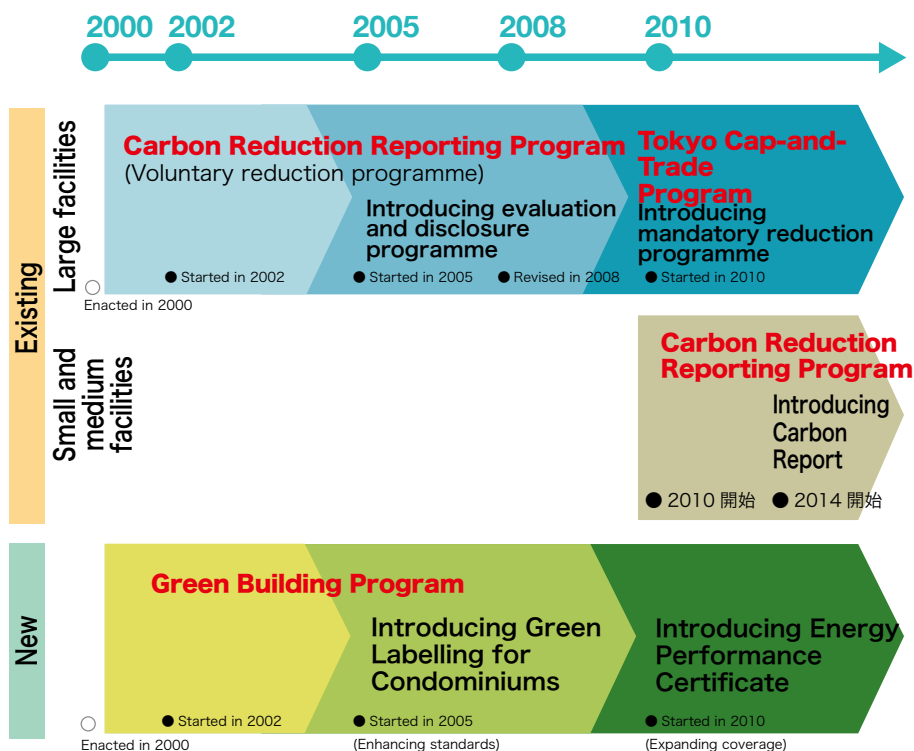 2000 2002 2005 2008 2010
Existing
Large facilities
Carbon Reduction Reporting Program
(Voluntary reduction programme)
Introducing evaluation
and disclosure
programme
Tokyo Cap-and-
Trade
Program
Introducing
mandatory reduction
programme
● Started in 2002
● Started in 2005
● Revised in 2008
● Started in 2010
○
Enacted in 2000
Small and
medium
facilities
Carbon Reduction
Reporting Program
Introducing
Carbon
Report
● 2010 開始
● 2014 開始
New
Green Building Program
Introducing Green
Labelling for
Condominiums
Introducing Energy
Performance
Certificate
● Started in 2002
● Started in 2005
(Enhancing standards)
● Started in 2010
(Expanding coverage)
○
Enacted in 2000